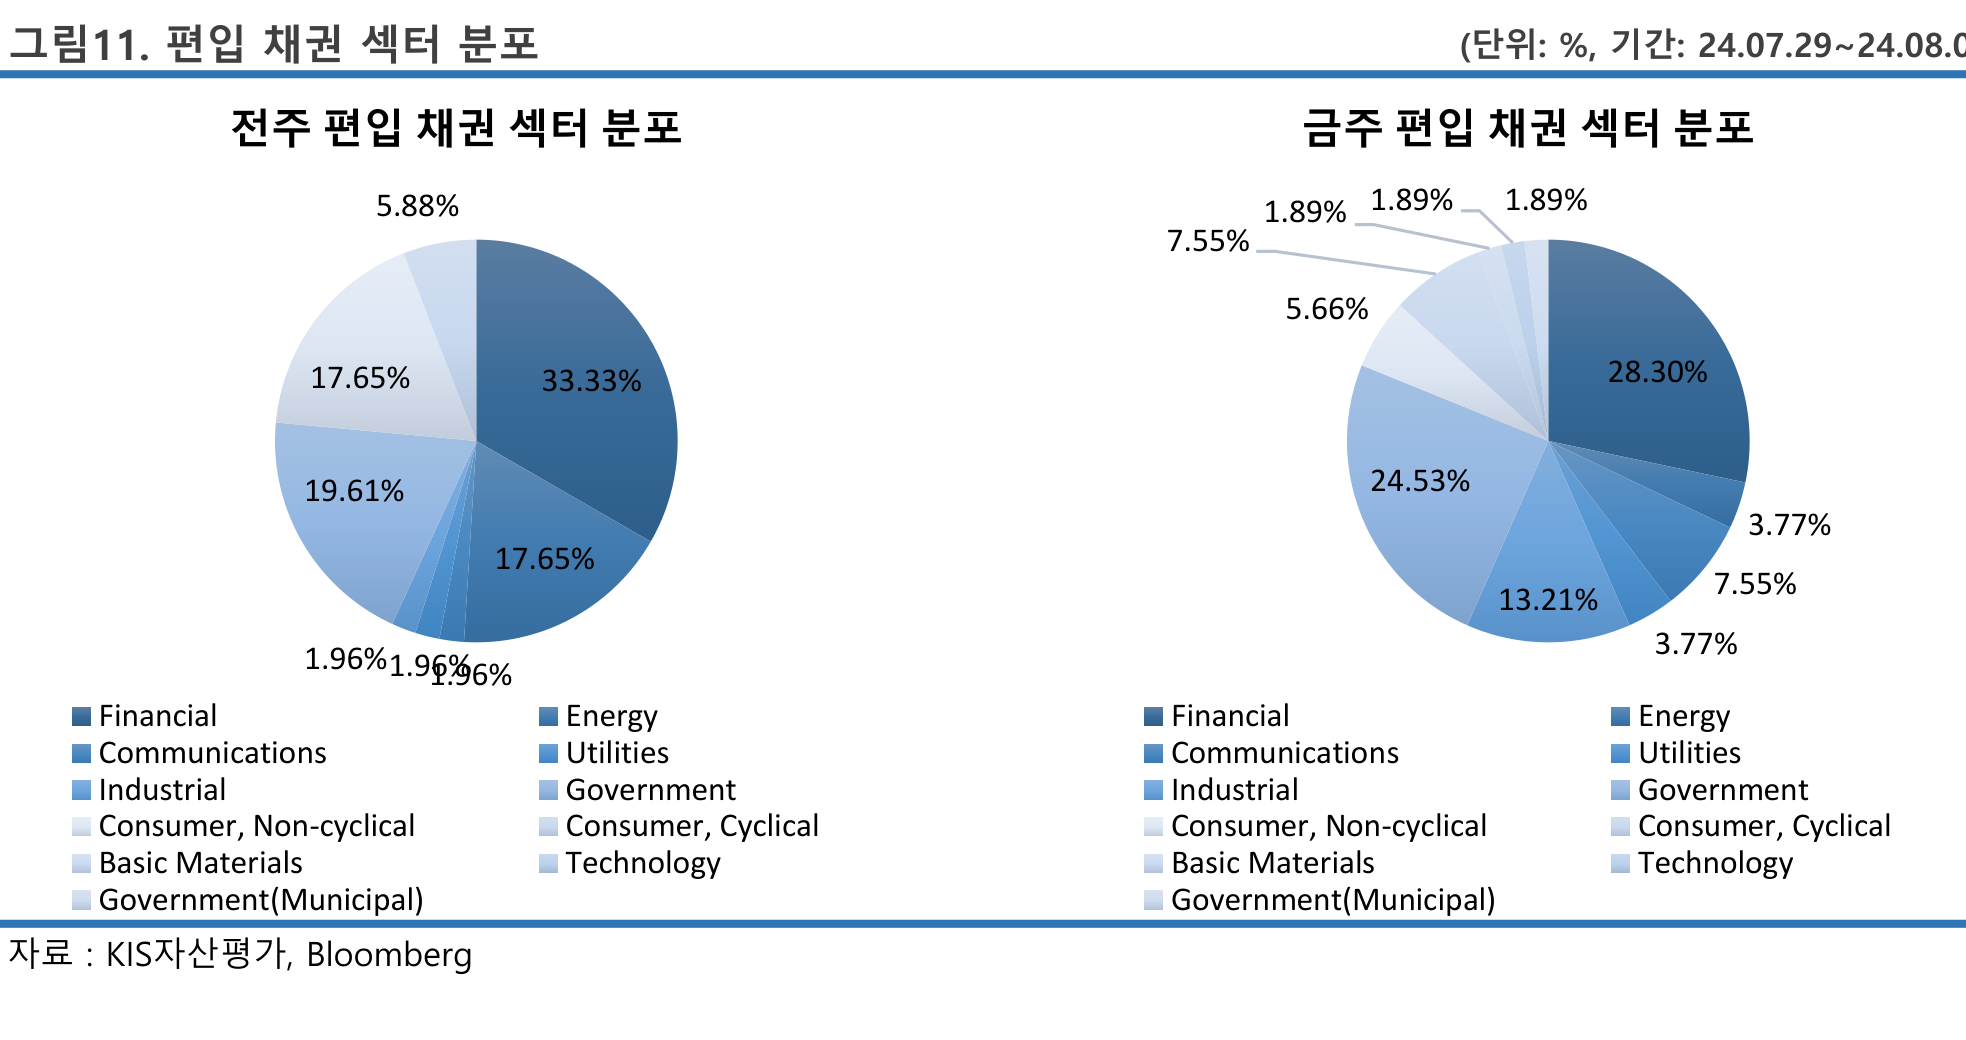 그림11. 편입 채권 섹터 분포
(단위: %, 기간: 24.07.29~24.08.0
전주 편입 채권 섹터 분포
5.88%
33.33%
17.65%
19.61%
17.65%
1.96%
1.96%
1.96%
Financial
Energy
Communications
Utilities
Industrial
Government
Consumer, Non-cyclical
Consumer, Cyclical
Basic Materials
Technology
Government(Municipal)
금주 편입 채권 섹터 분포
1.89%
1.89%
1.89%
7.55%
5.66%
28.30%
24.53%
3.77%
7.55%
13.21%
3.77%
Financial
Energy
Communications
Utilities
Industrial
Government
Consumer, Non-cyclical
Consumer, Cyclical
Basic Materials
Technology
Government(Municipal)
자료 : KIS자산평가, Bloomberg